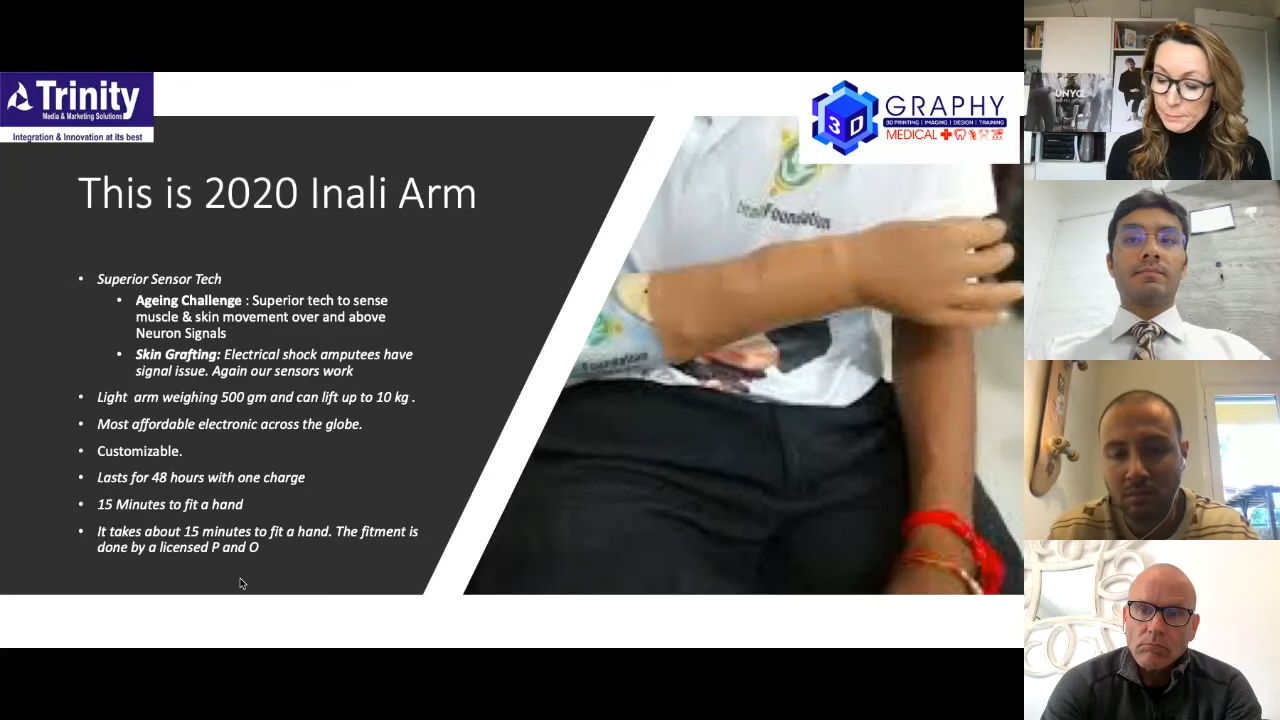 Trinity
Media & Marketing Solutions
Integration & Innovation at its best
3D
GRAPHY
3D PRINTING | IMAGING | DESIGN | TRAINING
MEDICAL
This is 2020 Inali Arm
• Superior Sensor Tech
• Ageing Challenge : Superior tech to sense
muscle & skin movement over and above
Neuron Signals
• Skin Grafting: Electrical shock amputees have
signal issue. Again our sensors work
• Light arm weighing 500 gm and can lift up to 10 kg .
• Most affordable electronic across the globe.
• Customizable.
• Lasts for 48 hours with one charge
• 15 Minutes to fit a hand
• It takes about 15 minutes to fit a hand. The fitment is
done by a licensed P and O
Inali Foundation
Foundation
UNYQ